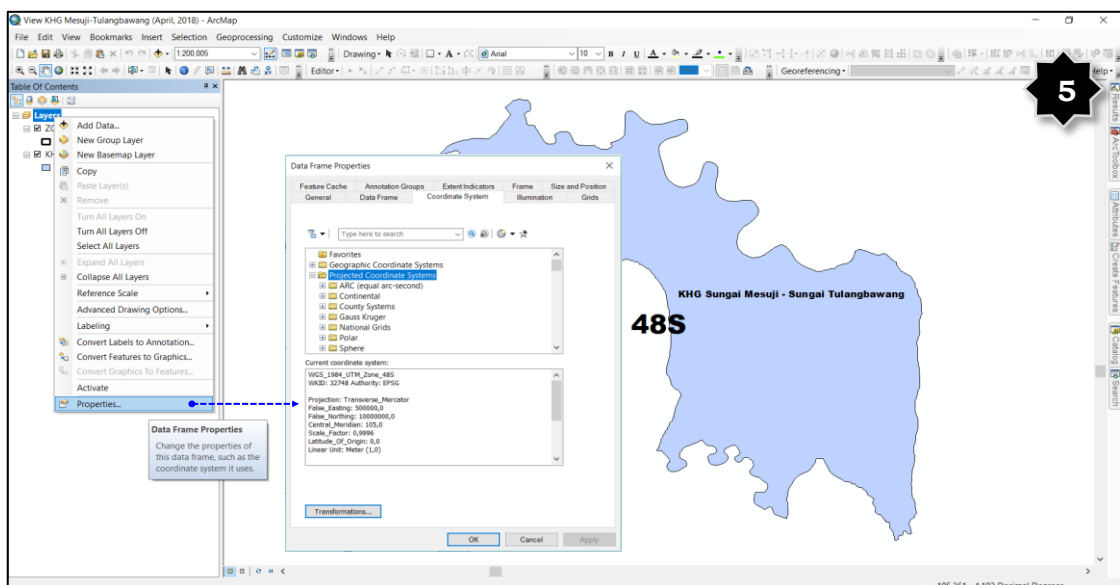 View KHG Mesuji-Tulangbawang (April, 2018) - ArcMap
File Edit View Bookmarks Insert Selection Geoprocessing Customize Windows Help
1:200.005
Drawing
Arial
10
B I U A
Editor
Georeferencing
Help
5
Table Of Contents
Layers
Add Data...
New Group Layer
New Basemap Layer
Copy
Paste Layer(s)
Remove
Turn All Layers On
Turn All Layers Off
Select All Layers
Expand All Layers
Collapse All Layers
Reference Scale
Advanced Drawing Options...
Labeling
Convert Labels to Annotation...
Convert Features to Graphics...
Convert Graphics To Features...
Activate
Properties...
Data Frame Properties
Change the properties of
this data frame, such as the
coordinate system it uses.
Data Frame Properties
Feature Cache Annotation Groups Extent Indicators Frame Size and Position
General Data Frame Coordinate System Illumination Grids
Type here to search
Favorites
Geographic Coordinate Systems
Projected Coordinate Systems
ARC (equal arc-second)
Continental
County Systems
Gauss Kruger
National Grids
Polar
Sphere
Current coordinate system:
WGS_1984_UTM_Zone_48S
WKID: 32748 Authority: EPSG
Projection: Transverse_Mercator
False_Easting: 500000,0
False_Northing: 10000000,0
Central_Meridian: 105,0
Scale_Factor: 0,9996
Latitude_Of_Origin: 0,0
Linear Unit: Meter (1,0)
Transformations...
OK Cancel Apply
KHG Sungai Mesuji - Sungai Tulangbawang
48S
Results
ArcToolbox
Attributes
Create Features
Catalog
Search
Decimal Degrees